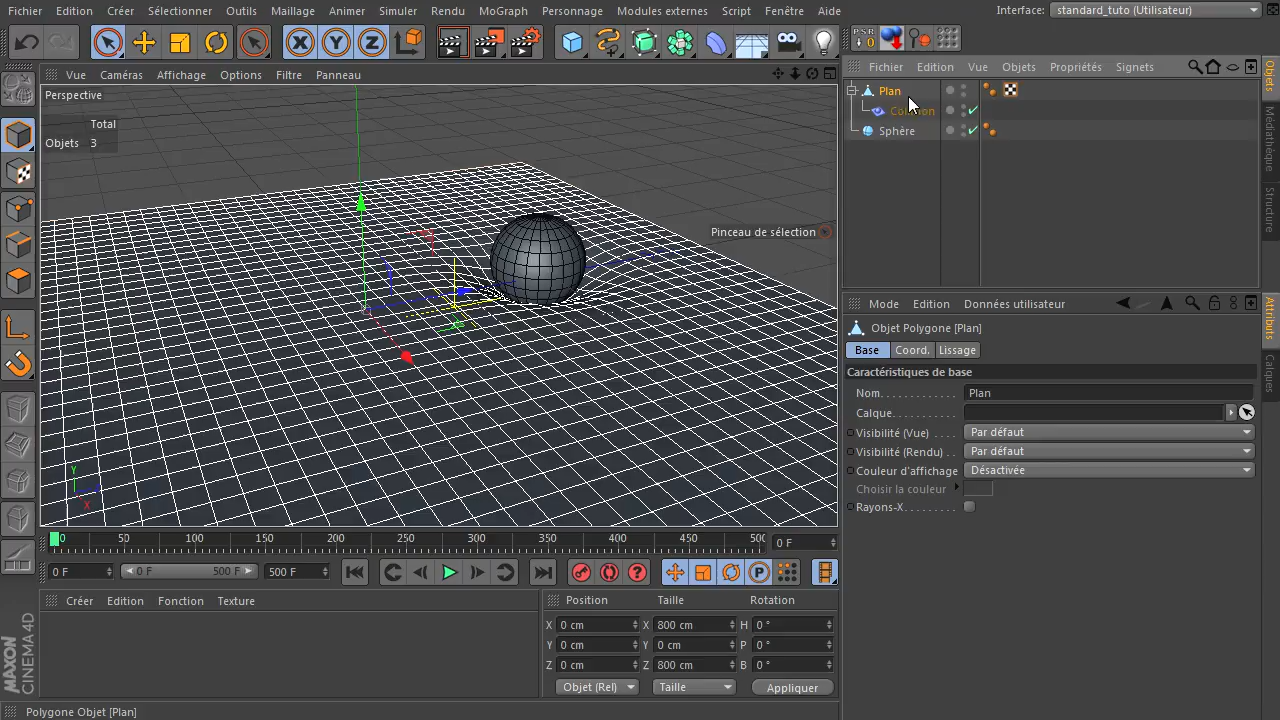 Fichier Edition Créer Sélectionner Outils Maillage Animer Simuler Rendu MoGraph Personnage Modules externes Script Fenêtre Aide Interface: standard_tuto (Utilisateur)
X Y Z PSR 0
Vue Caméras Affichage Options Filtre Panneau
Fichier Edition Vue Objets Propriétés Signets
Perspective
Total
Objets 3
Plan
Sphère
Pinceau de sélection
Objets
Médiathèque
Structure
Mode Edition Données utilisateur
Objet Polygone [Plan]
Base Coord. Lissage
Caractéristiques de base
Nom Plan
Calque
Visibilité (Vue) Par défaut
Visibilité (Rendu) Par défaut
Couleur d'affichage Désactivée
Choisir la couleur
Rayons-X
Attributs
Calques
Y
X
0 50 100 150 200 250 300 350 400 450 500 0 F
0 F 0 F 500 F 500 F
Créer Edition Fonction Texture
Position Taille Rotation
X 0 cm X 800 cm H 0 °
Y 0 cm Y 0 cm P 0 °
Z 0 cm Z 800 cm B 0 °
Objet (Rel) Taille Appliquer
MAXON
CINEMA 4D
Polygone Objet [Plan]